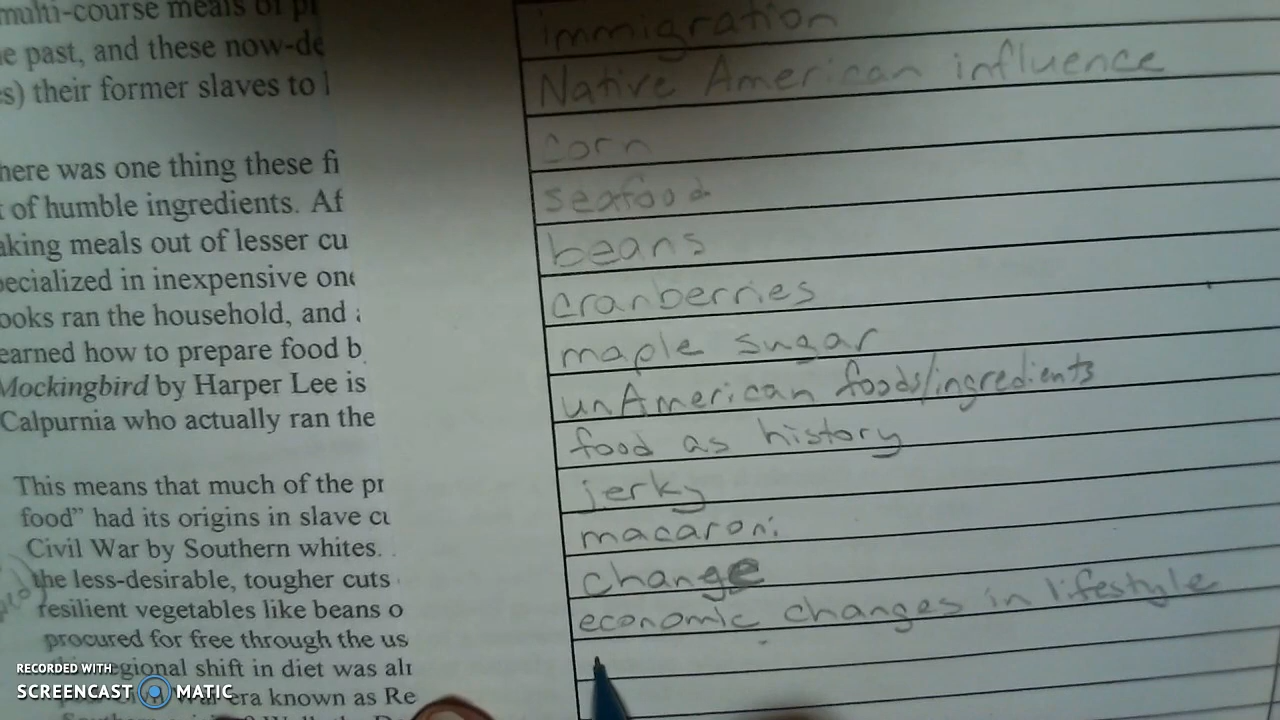 multi-course meals of
e past, and these now-de
es) their former slaves to
here was one thing these fi
t of humble ingredients. Af
aking meals out of lesser cu
pecialized in inexpensive one
ooks ran the household, and
earned how to prepare food b
Mockingbird by Harper Lee is
Calpurnia who actually ran the
This means that much of the pr
food” had its origins in slave cu
Civil War by Southern whites.
the less-desirable, tougher cuts
resilient vegetables like beans o
procured for free through the us
regional shift in diet was alr
era known as Re
immigration
Native American influence
corn
seafood
beans
cranberries
maple sugar
unAmerican foods/ingredients
food as history
jerky
macaroni
change
economic changes in lifestyle
RECORDED WITH
SCREENCAST MATIC